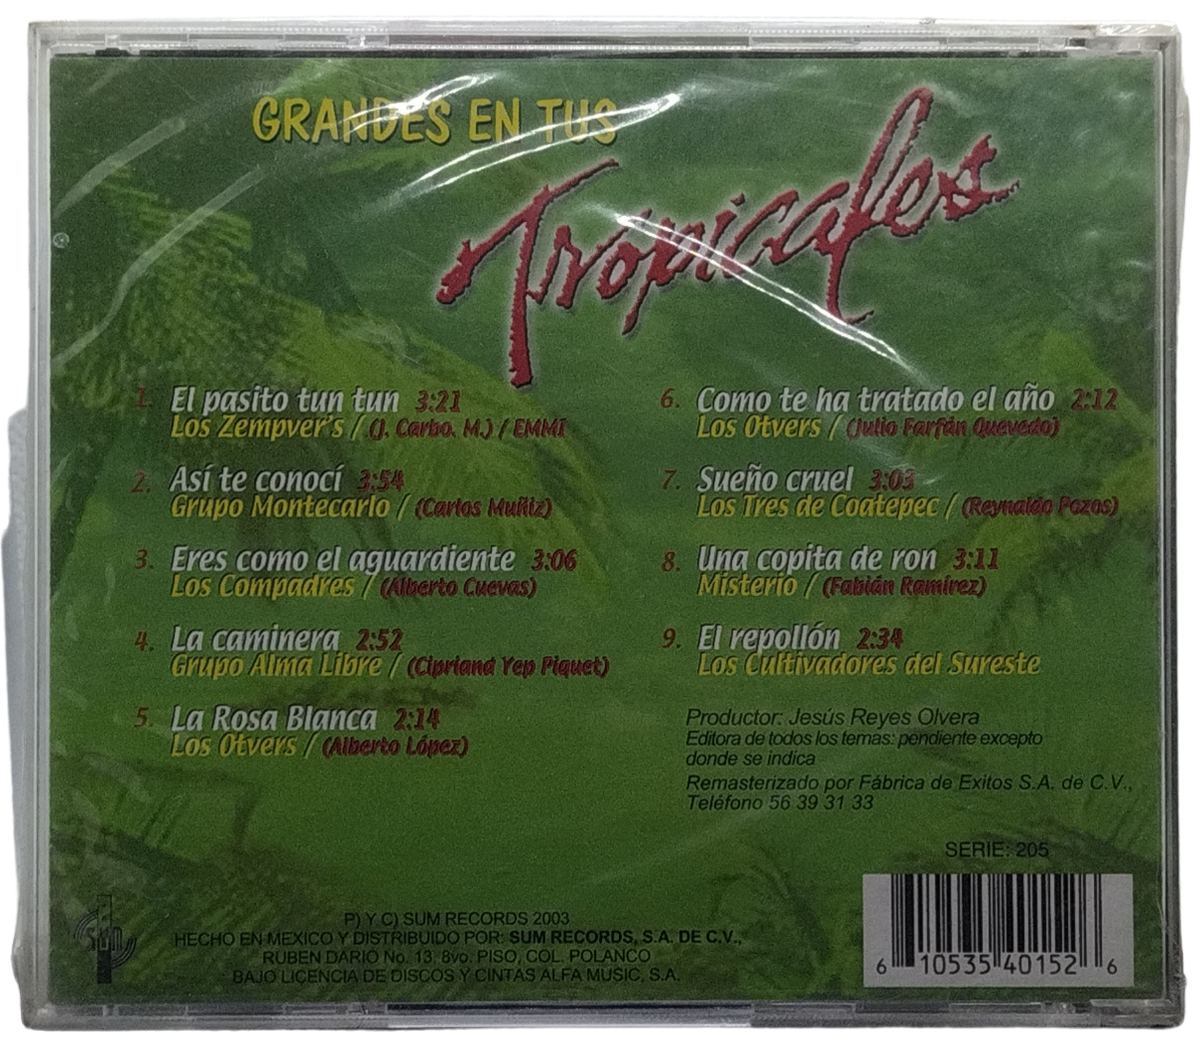 GRANDES EN TUS
Tropicales
1. El pasito tun tun 3:21
Los Zempver's / (J. Carbo. M.) / EMMI
2. Así te conocí 3:54
Grupo Montecarlo / (Carlos Muñiz)
3. Eres como el aguardiente 3:06
Los Compadres / (Alberto Cuevas)
4. La caminera 2:52
Grupo Alma Libre / (Cipriand Yep Piquet)
5. La Rosa Blanca 2:14
Los Otvers / (Alberto López)
6. Como te ha tratado el año 2:12
Los Otvers / (Julio Farfán Quevedo)
7. Sueño cruel 3:03
Los Tres de Coatepec / (Reynaldo Pozos)
8. Una copita de ron 3:11
Misterio / (Fabián Ramírez)
9. El repollón 2:34
Los Cultivadores del Sureste
Productor: Jesús Reyes Olvera
Editora de todos los temas: pendiente excepto
donde se indica
Remasterizado por Fábrica de Exitos S.A. de C.V.,
Teléfono 56 39 31 33
SERIE: 205
6 10535 40152 6
sum
P) Y C) SUM RECORDS 2003
HECHO EN MEXICO Y DISTRIBUIDO POR: SUM RECORDS, S.A. DE C.V.,
RUBEN DARIO No. 13, 8vo. PISO, COL. POLANCO
BAJO LICENCIA DE DISCOS Y CINTAS ALFA MUSIC, S.A.